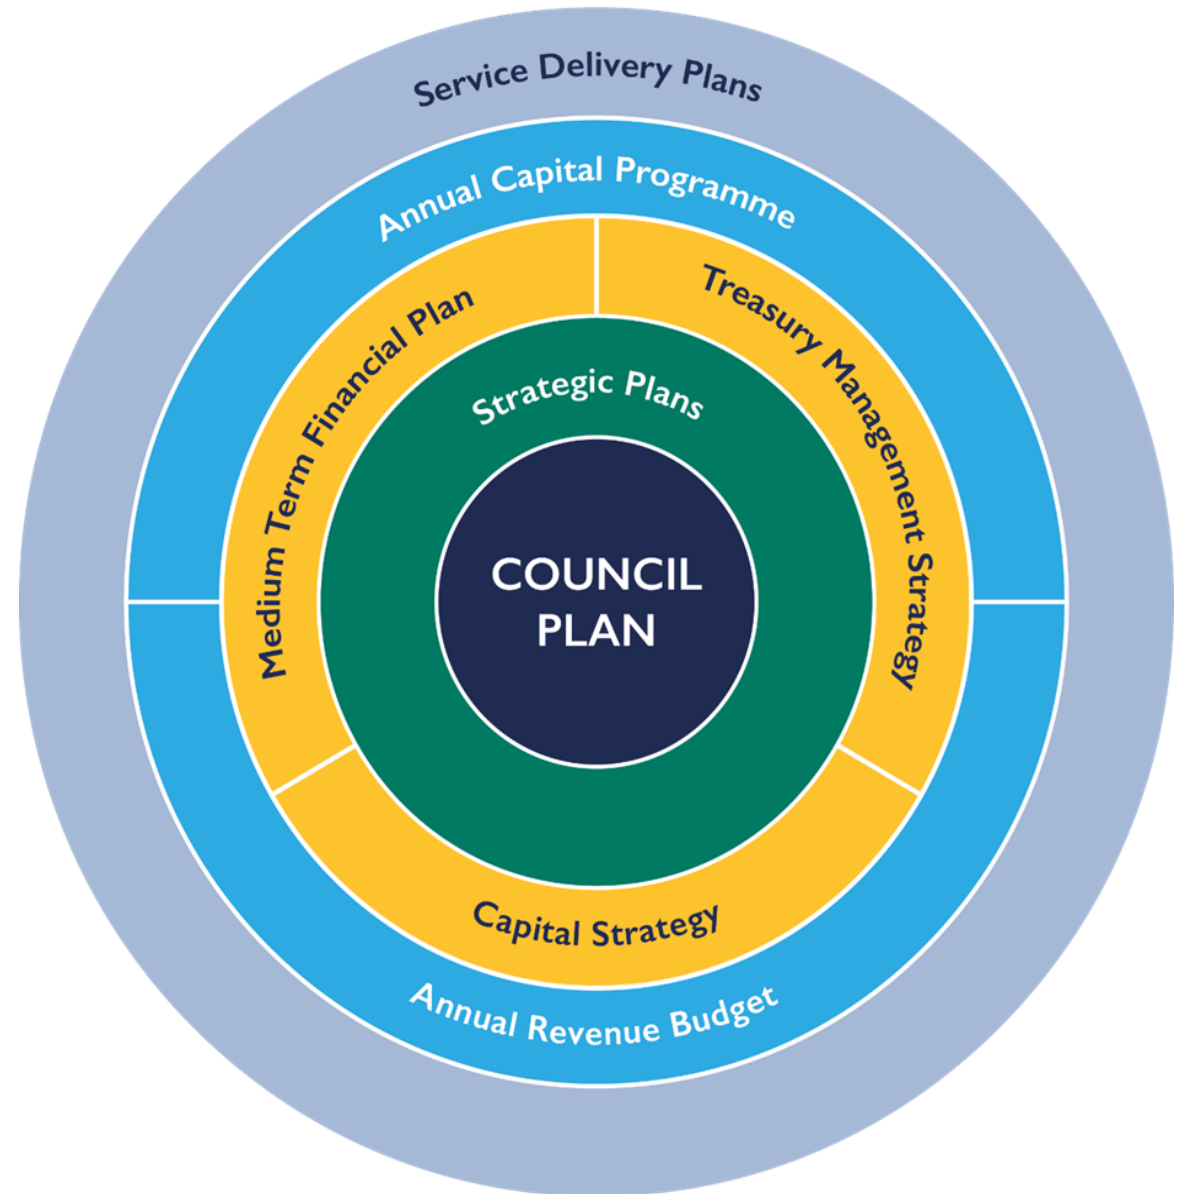 Service Delivery Plans
Annual Capital Programme
Medium Term Financial Plan
Treasury Management Strategy
Strategic Plans
COUNCIL
PLAN
Capital Strategy
Annual Revenue Budget